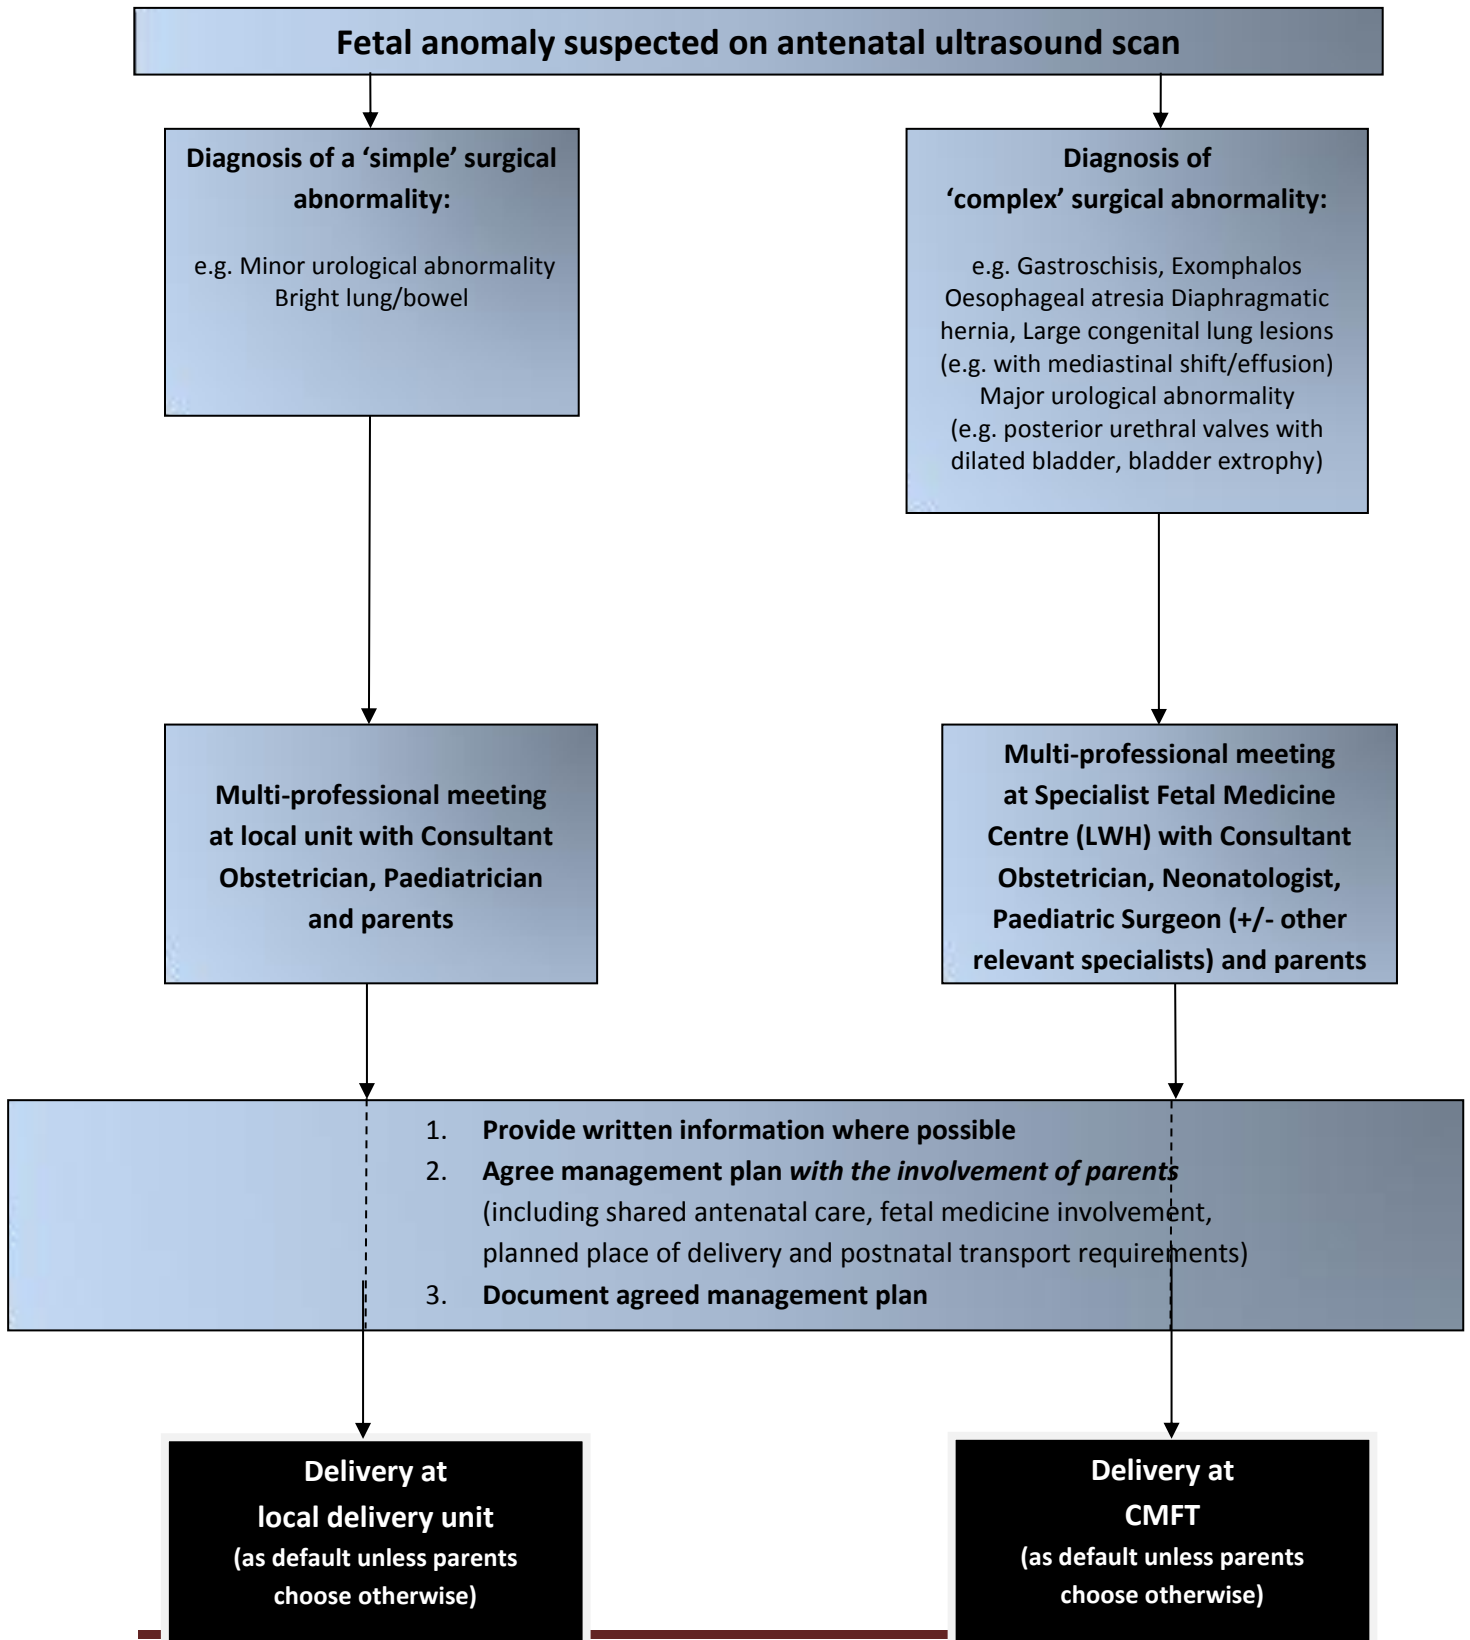 Fetal anomaly suspected on antenatal ultrasound scan
Diagnosis of a ‘simple’ surgical
abnormality:
e.g. Minor urological abnormality
Bright lung/bowel
Diagnosis of
‘complex’ surgical abnormality:
e.g. Gastroschisis, Exomphalos
Oesophageal atresia Diaphragmatic
hernia, Large congenital lung lesions
(e.g. with mediastinal shift/effusion)
Major urological abnormality
(e.g. posterior urethral valves with
dilated bladder, bladder extrophy)
Multi-professional meeting
at local unit with Consultant
Obstetrician, Paediatrician
and parents
Multi-professional meeting
at Specialist Fetal Medicine
Centre (LWH) with Consultant
Obstetrician, Neonatologist,
Paediatric Surgeon (+/- other
relevant specialists) and parents
1. Provide written information where possible
2. Agree management plan with the involvement of parents
(including shared antenatal care, fetal medicine involvement,
planned place of delivery and postnatal transport requirements)
3. Document agreed management plan
Delivery at
local delivery unit
(as default unless parents
choose otherwise)
Delivery at
CMFT
(as default unless parents
choose otherwise)